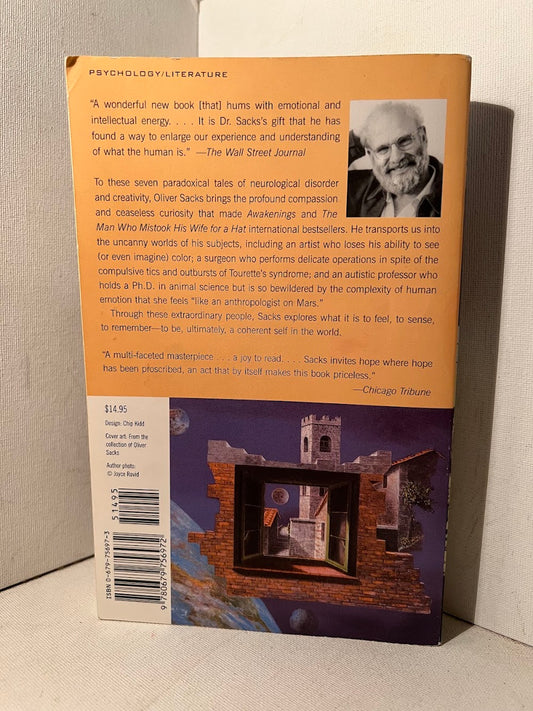 PSYCHOLOGY/LITERATURE
"A wonderful new book [that] hums with emotional and
intellectual energy. . . . It is Dr. Sacks's gift that he has
found a way to enlarge our experience and understanding
of what the human is." —The Wall Street Journal
To these seven paradoxical tales of neurological disorder
and creativity, Oliver Sacks brings the profound compassion
and ceaseless curiosity that made Awakenings and The
Man Who Mistook His Wife for a Hat international bestsellers. He transports us into
the uncanny worlds of his subjects, including an artist who loses his ability to see
(or even imagine) color; a surgeon who performs delicate operations in spite of the
compulsive tics and outbursts of Tourette's syndrome; and an autistic professor who
holds a Ph.D. in animal science but is so bewildered by the complexity of human
emotion that she feels "like an anthropologist on Mars."
Through these extraordinary people, Sacks explores what it is to feel, to sense,
to remember—to be, ultimately, a coherent self in the world.
"A multi-faceted masterpiece . . . a joy to read. . . . Sacks invites hope where hope
has been proscribed, an act that by itself makes this book priceless."
—Chicago Tribune
$14.95
Design: Chip Kidd
Cover art: From the
collection of Oliver
Sacks
Author photo:
© Joyce Ravid
51495
ISBN 0-679-75697-3
9 780679 756972